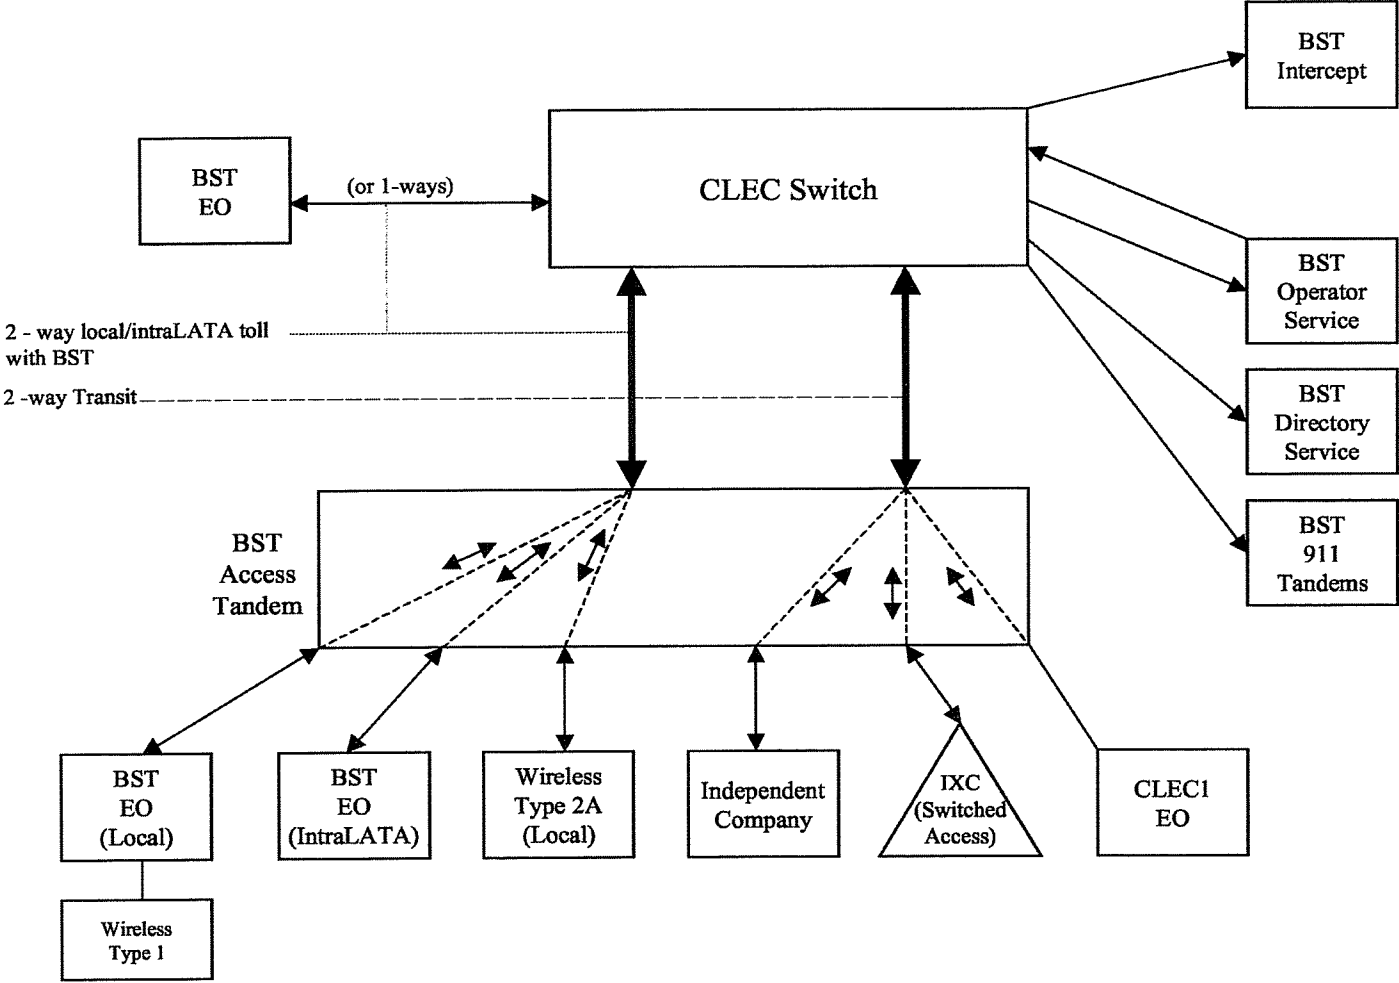 BST
Intercept
BST
EO
(or 1-ways)
CLEC Switch
BST
Operator
Service
2 - way local/intraLATA toll
with BST
2 -way Transit
BST
Directory
Service
BST
911
Tandems
BST
Access
Tandem
BST
EO
(Local)
BST
EO
(IntraLATA)
Wireless
Type 2A
(Local)
Independent
Company
IXC
(Switched
Access)
CLEC1
EO
Wireless
Type 1